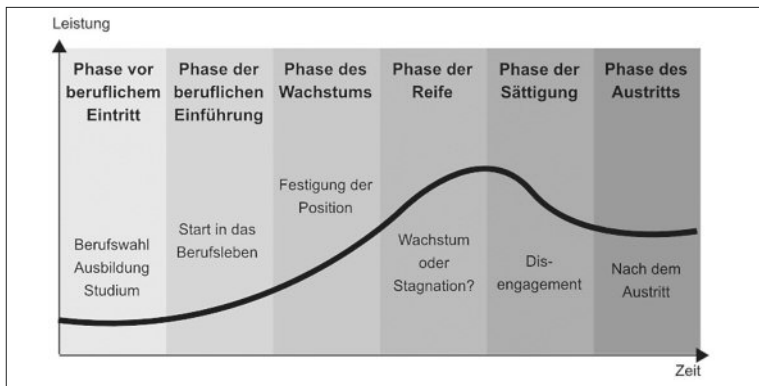 Leistung
Phase vor
beruflichem
Eintritt
Phase der
beruflichen
Einführung
Phase des
Wachstums
Phase der
Reife
Phase der
Sättigung
Phase des
Austritts
Berufswahl
Ausbildung
Studium
Start in das
Berufsleben
Festigung der
Position
Wachstum
oder
Stagnation?
Dis-
engagement
Nach dem
Austritt
Zeit